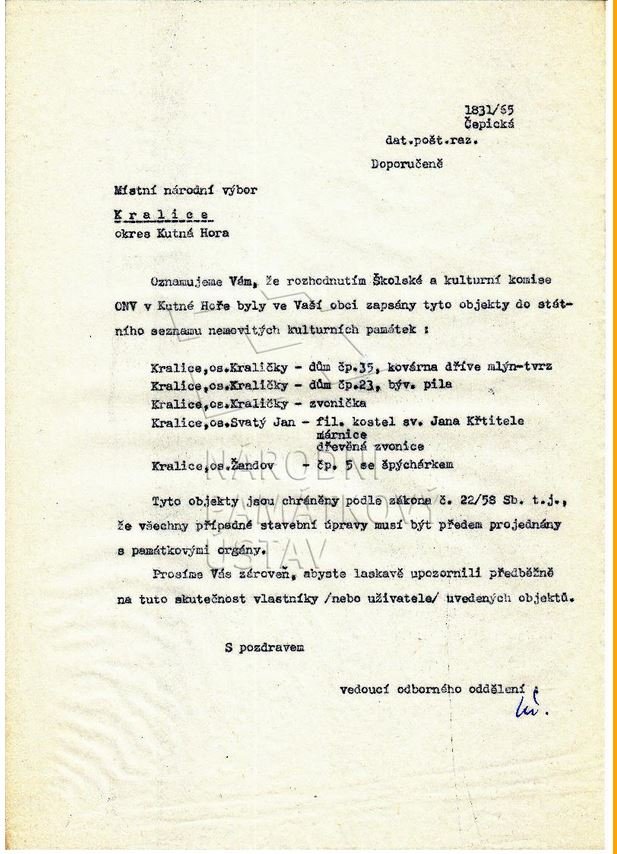 1831/65
Čepická
dat.pošt.raz.
Doporučeně
Místní národní výbor
Kralice
okres Kutná Hora
Oznamujeme Vám, že rozhodnutím Školské a kulturní komise
ONV v Kutné Hoře byly ve Vaší obci zapsány tyto objekty do stát-
ního seznamu nemovitých kulturních památek :
Kralice,os.Kraličky – dům čp.35, kovárna dříve mlýn-tvrz
Kralice,os.Kraličky – dům čp.23, býv. pila
Kralice,os.Kraličky – zvonička
Kralice,os.Svatý Jan – fil. kostel sv. Jana Křtitele
márnice
dřevěná zvonice
Kralice,os.Žandov – čp. 5 se špýchárkem
Tyto objekty jsou chráněny podle zákona č. 22/58 Sb. t.j.,
že všechny případné stavební úpravy musí být předem projednány
s památkovými orgány.
Prosíme Vás zároveň, abyste laskavě upozornili předběžně
na tuto skutečnost vlastníky /nebo uživatele/ uvedených objektů.
S pozdravem
vedoucí odborného oddělení :
NÁRODNÍ
PAMÁTKOVÝ
ÚSTAV